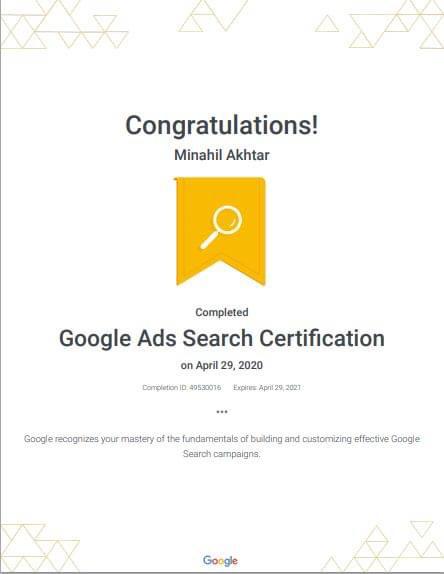 Congratulations!
Minahil Akhtar
Completed
Google Ads Search Certification
on April 29, 2020
Completion ID: 49530016 Expires: April 29, 2021
Google recognizes your mastery of the fundamentals of building and customizing effective Google
Search campaigns.
Google